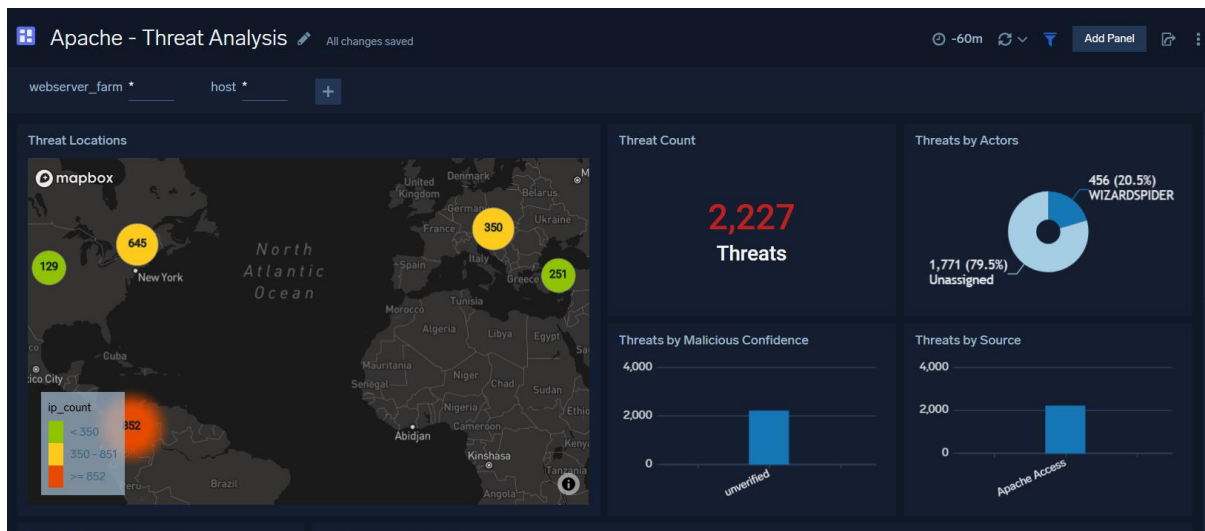 Apache - Threat Analysis
All changes saved
-60m
Add Panel
webserver_farm *
host *
+
Threat Locations
mapbox
United Kingdom
Denmark
M
Belarus
Germany
Ukraine
France
350
645
North
Atlantic
Ocean
129
New York
Spain
Italy
Greece
251
Morocco
Tunisia
Algeria
Libya
Egypt
Sau
Cuba
co
ico City
Mauritania
Senegal
Niger
Chad
Sudan
Nigeria
Ethio
Cameroon
Abidjan
Kinshasa
Kenya
Tanzania
Angola
Peru
Brazil
ip_count
< 350
350 - 851
>= 852
852
Threat Count
2,227
Threats
Threats by Actors
456 (20.5%)
WIZARDSPIDER
1,771 (79.5%)
Unassigned
Threats by Malicious Confidence
4,000
2,000
0
unverified
Threats by Source
4,000
2,000
0
Apache Access